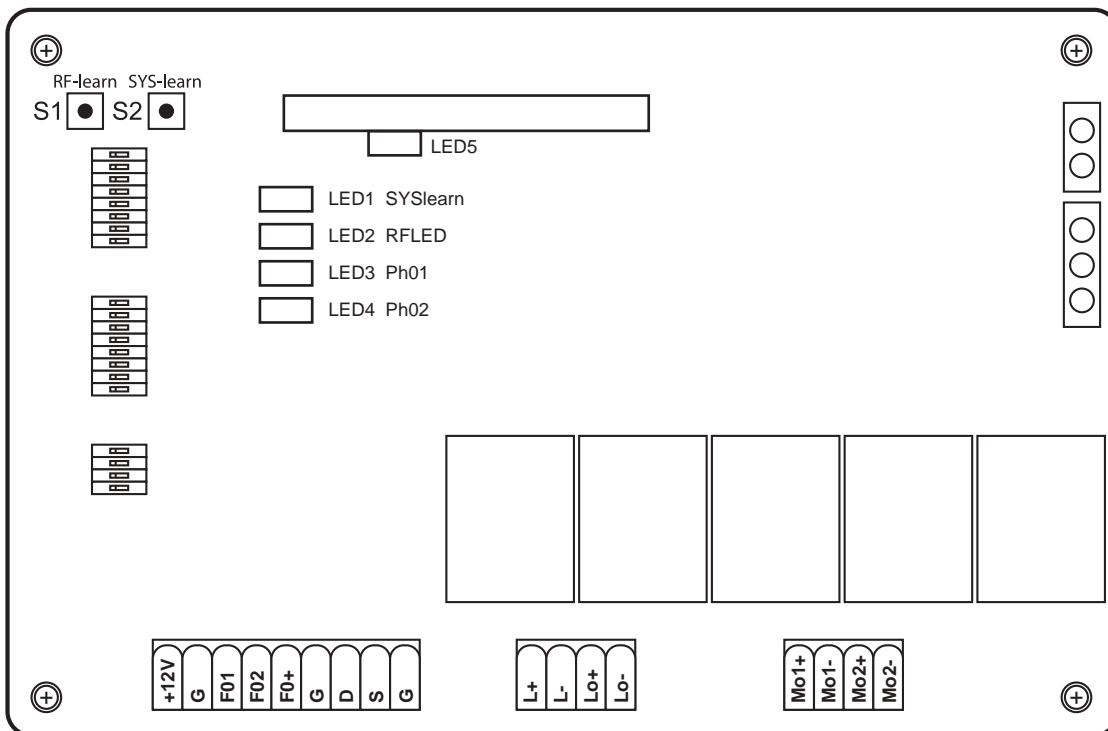 RF-learn SYS-learn
S1 S2
LED5
LED1 SYSlearn
LED2 RFLED
LED3 Ph01
LED4 Ph02
+12V G F01 F02 F0+ G D S G
L+ L- Lo+ Lo-
Mo1+ Mo1- Mo2+ Mo2-